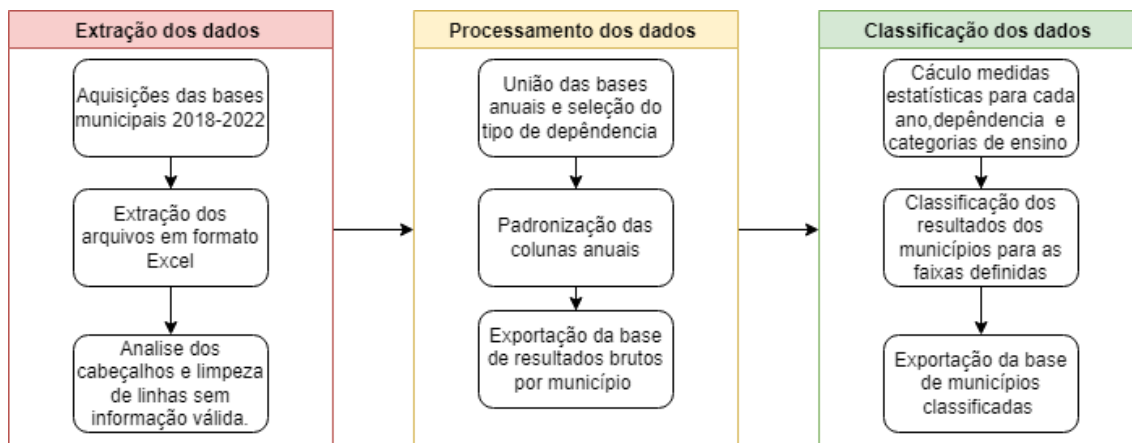 Extração dos dados
Aquisições das bases
municipais 2018-2022
Extração dos
arquivos em formato
Excel
Analise dos
cabeçalhos e limpeza
de linhas sem
informação válida.
Processamento dos dados
União das bases
anuais e seleção do
tipo de depêndencia
Padronização das
colunas anuais
Exportação da base
de resultados brutos
por município
Classificação dos dados
Cáculo medidas
estatísticas para cada
ano,depêndencia e
categorias de ensino
Classificação dos
resultados dos
municípios para as
faixas definidas
Exportação da base
de municípios
classificadas